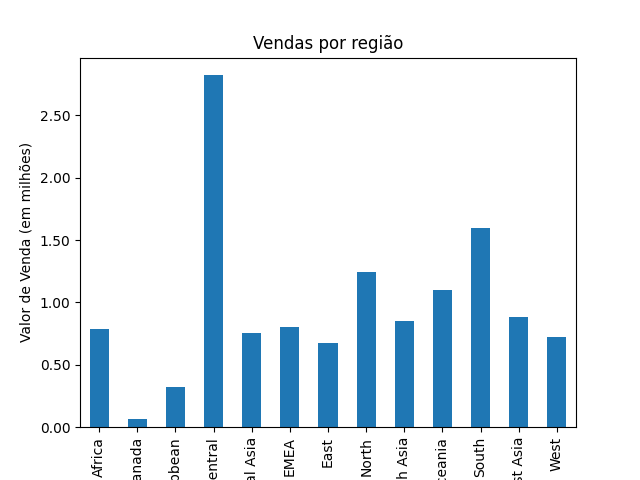 Vendas por região
Valor de Venda (em milhões)
2.50
2.00
1.50
1.00
0.50
0.00
Africa
anada
bbean
entral
al Asia
EMEA
East
North
h Asia
ceania
South
st Asia
West